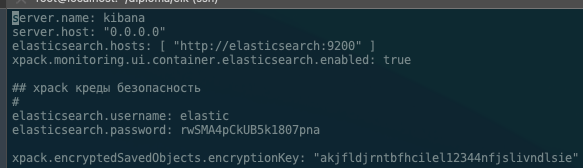 server.name: kibana
server.host: "0.0.0.0"
elasticsearch.hosts: [ "http://elasticsearch:9200" ]
xpack.monitoring.ui.container.elasticsearch.enabled: true
## xpack креды безопасность
#
elasticsearch.username: elastic
elasticsearch.password: rwSMA4pCkUB5k1807pna
xpack.encryptedSavedObjects.encryptionKey: "akjfldjrntbfhcilel12344nfjslivndlsie"